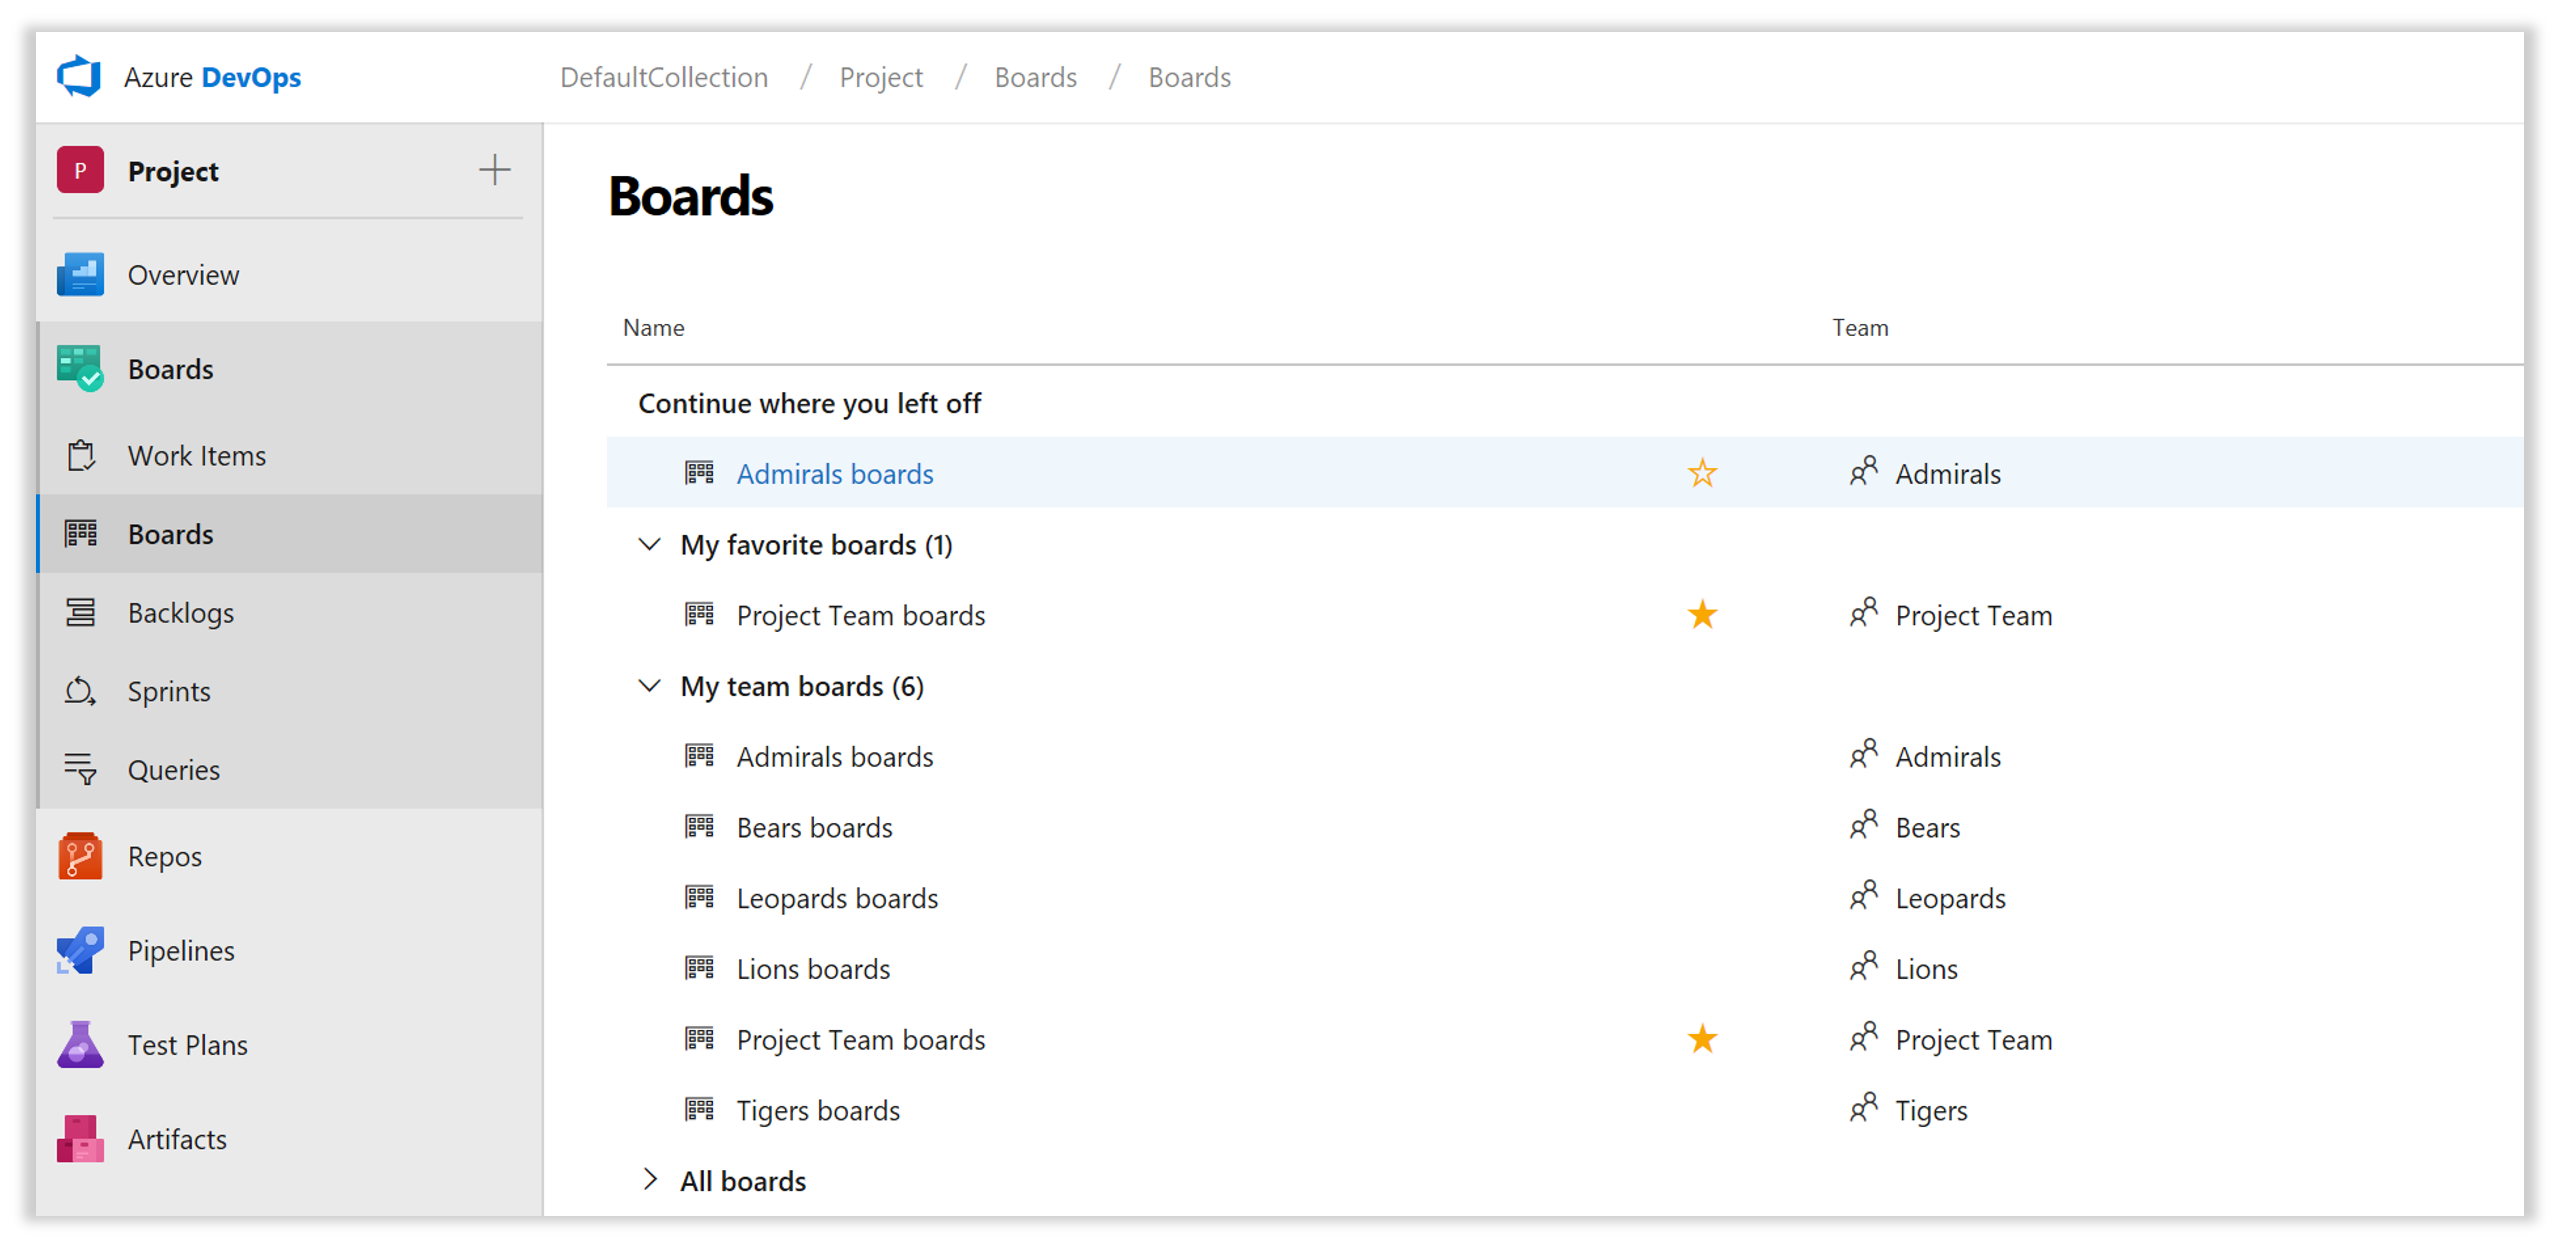 Azure DevOps
DefaultCollection / Project / Boards / Boards
P Project
Overview
Boards
Work Items
Boards
Backlogs
Sprints
Queries
Repos
Pipelines
Test Plans
Artifacts
Boards
Name Team
Continue where you left off
Admirals boards Admirals
My favorite boards (1)
Project Team boards Project Team
My team boards (6)
Admirals boards Admirals
Bears boards Bears
Leopards boards Leopards
Lions boards Lions
Project Team boards Project Team
Tigers boards Tigers
All boards